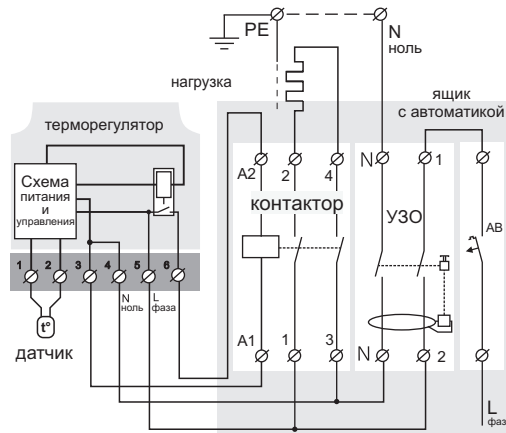 PE
N
ноль
нагрузка
ящик
с автоматикой
терморегулятор
A2
2
4
N
1
Схема
питания
и
управления
контактор
УЗО
АВ
1
2
3
4
5
6
N
ноль
L
фаза
t°
датчик
A1
1
3
N
2
L
фаза